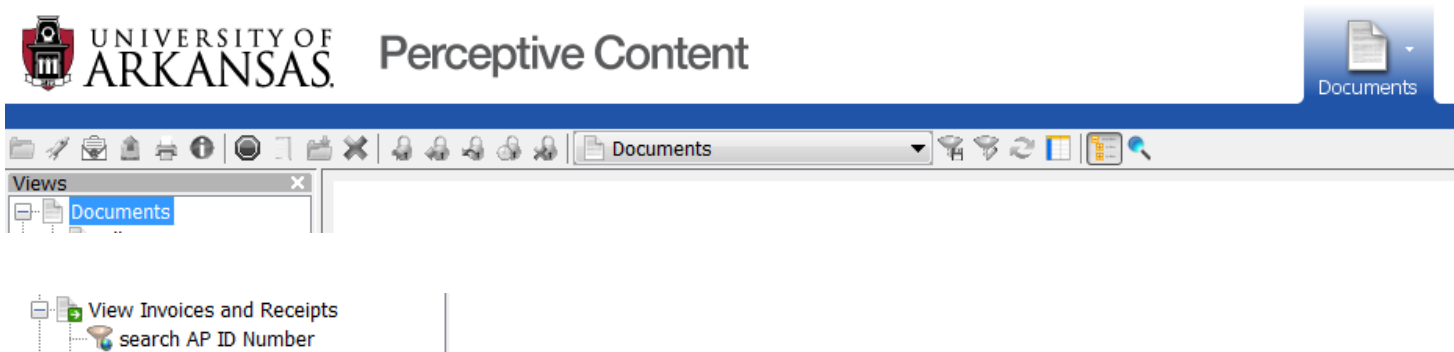 UNIVERSITY OF
ARKANSAS.
Perceptive Content
Documents
Documents
Views
Documents
View Invoices and Receipts
search AP ID Number